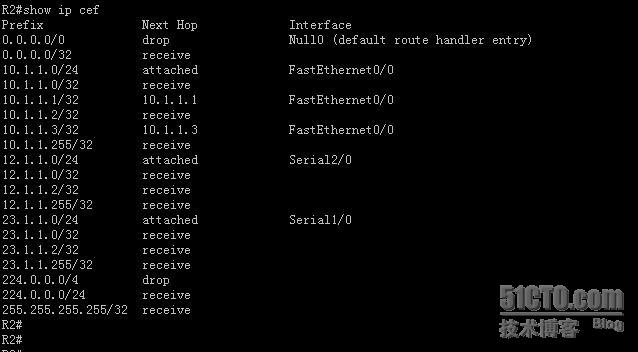 R2#show ip cef
Prefix Next Hop Interface
0.0.0.0/0 drop Null0 (default route handler entry)
0.0.0.0/32 receive
10.1.1.0/24 attached FastEthernet0/0
10.1.1.0/32 receive
10.1.1.1/32 10.1.1.1 FastEthernet0/0
10.1.1.2/32 receive
10.1.1.3/32 10.1.1.3 FastEthernet0/0
10.1.1.255/32 receive
12.1.1.0/24 attached Serial2/0
12.1.1.0/32 receive
12.1.1.2/32 receive
12.1.1.255/32 receive
23.1.1.0/24 attached Serial1/0
23.1.1.0/32 receive
23.1.1.2/32 receive
23.1.1.255/32 receive
224.0.0.0/4 drop
224.0.0.0/24 receive
255.255.255.255/32 receive
R2#
R2#
R2#
51CTO.com
技术博客 Blog